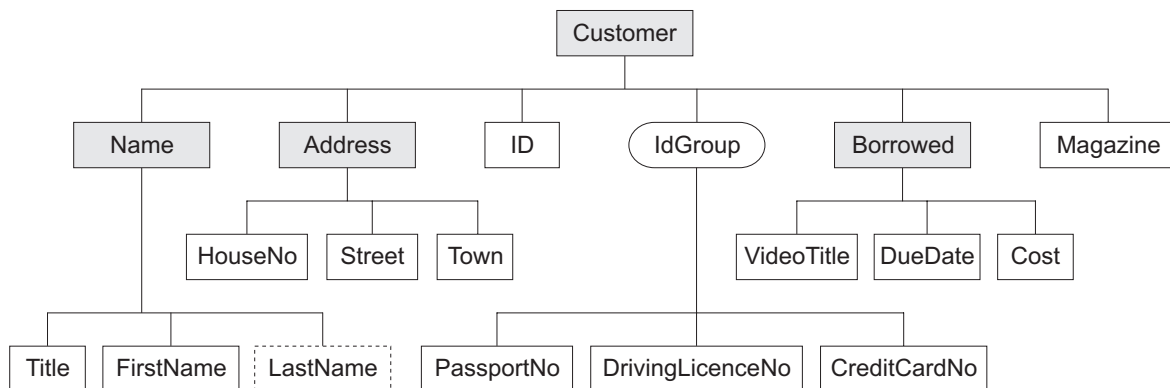 Customer
Name Address ID IdGroup Borrowed Magazine
HouseNo Street Town VideoTitle DueDate Cost
Title FirstName LastName PassportNo DrivingLicenceNo CreditCardNo